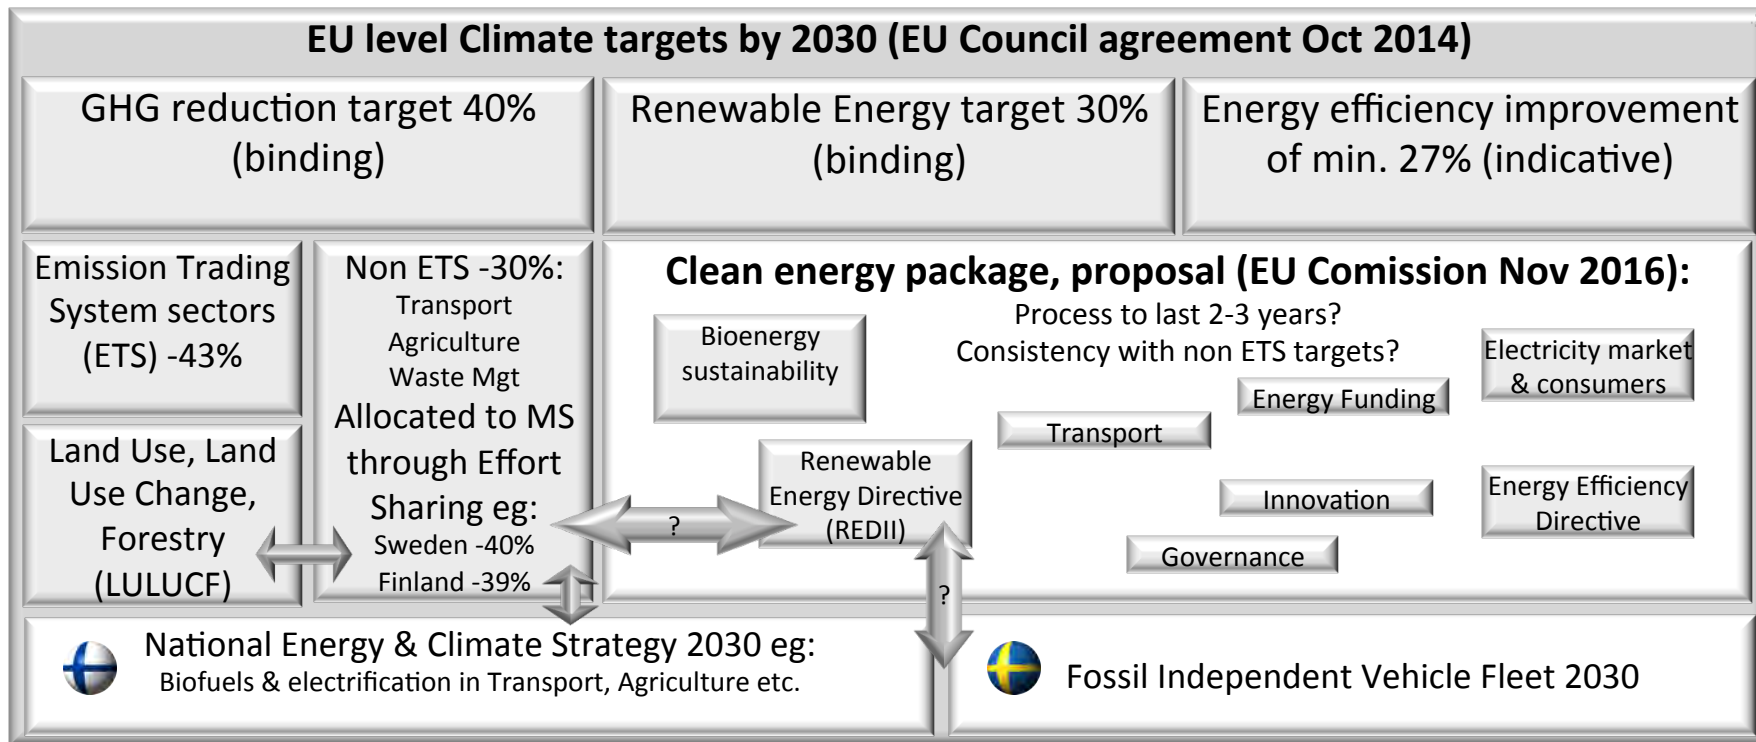 EU level Climate targets by 2030 (EU Council agreement Oct 2014)
GHG reduction target 40%
(binding)
Renewable Energy target 30%
(binding)
Energy efficiency improvement
of min. 27% (indicative)
Emission Trading
System sectors
(ETS) -43%
Land Use, Land
Use Change,
Forestry
(LULUCF)
Non ETS -30%:
Transport
Agriculture
Waste Mgt
Allocated to MS
through Effort
Sharing eg:
Sweden -40%
Finland -39%
Clean energy package, proposal (EU Comission Nov 2016):
Process to last 2-3 years?
Consistency with non ETS targets?
Bioenergy
sustainability
Electricity market
& consumers
Energy Funding
Transport
Renewable
Energy Directive
(REDII)
Innovation
Energy Efficiency
Directive
Governance
?
?
National Energy & Climate Strategy 2030 eg:
Biofuels & electrification in Transport, Agriculture etc.
Fossil Independent Vehicle Fleet 2030